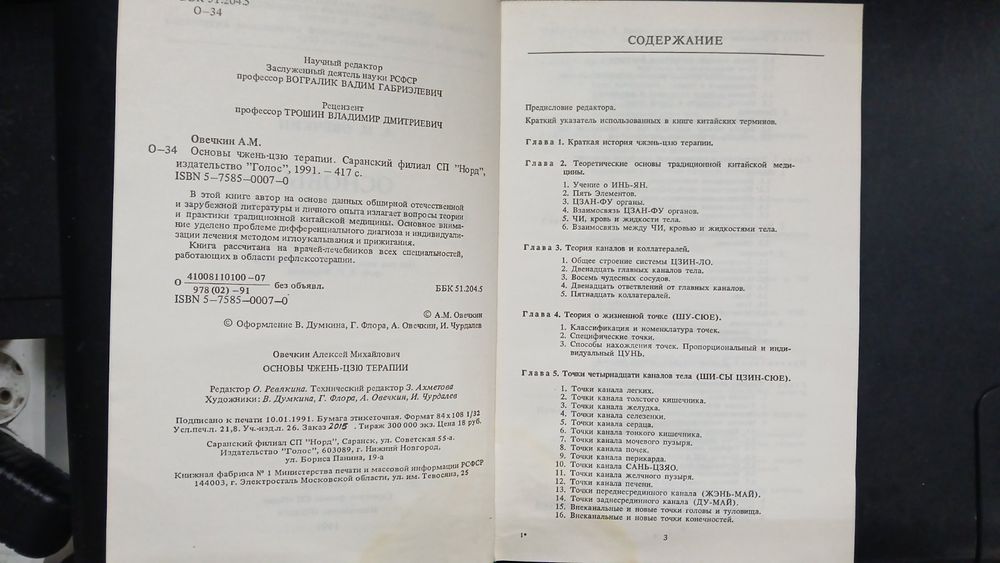 ББК 51.204.5
О—34
Научный редактор
Заслуженный деятель науки РСФСР
профессор ВОГРАЛИК ВАДИМ ГАБРИЭЛЕВИЧ
Рецензент
профессор ТРОШИН ВЛАДИМИР ДМИТРИЕВИЧ
Овечкин А.М.
О—34 Основы чжень-цзю терапии. Саранский филиал СП "Норд",
издательство "Голос", 1991. — 417 с.
ISBN 5—7585—0007—0
В этой книге автор на основе данных обширной отечественной
и зарубежной литературы и личного опыта излагает вопросы теории
и практики традиционной китайской медицины. Основное внима-
ние уделено проблеме дифференциального диагноза и индивидуали-
зации лечения методом иглоукалывания и прижигания.
Книга рассчитана на врачей-лечебников всех специальностей,
работающих в области рефлексотерапии.
О 41008110100—07
978 (02) —91 без объявл.
ББК 51.204.5
ISBN 5—7585—0007—0
© А.М. Овечкин
© Оформление В. Думкина, Г. Флора, А. Овечкин, И. Чурдалев
Овечкин Алексей Михайлович
ОСНОВЫ ЧЖЕНЬ-ЦЗЮ ТЕРАПИИ
Редактор О. Ревякина. Технический редактор З. Ахметова
Художники: В. Думкина, Г. Флора, А. Овечкин, И. Чурдалев
Подписано к печати 10.01.1991. Бумага этикеточная. Формат 84х108 1/32
Усл.печ.л. 21,8. Уч.-изд.л. 26. Заказ 2015. Тираж 300 000 экз. Цена 18 руб.
Саранский филиал СП "Норд", Саранск, ул. Советская 55-а.
Издательство "Голос", 603089, г. Нижний Новгород,
ул. Бориса Панина, 19-а
Книжная фабрика № 1 Министерства печати и массовой информации РСФСР
144003, г. Электросталь Московской области, ул. им. Тевосяна, 25
СОДЕРЖАНИЕ
Предисловие редактора.
Краткий указатель использованных в книге китайских терминов.
Глава 1. Краткая история чжэнь-цзю терапии.
Глава 2. Теоретические основы традиционной китайской меди-
цины.
1. Учение о ИНЬ-ЯН.
2. Пять Элементов.
3. ЦЗАН-ФУ органы.
4. Взаимосвязь ЦЗАН-ФУ органов.
5. ЧИ, кровь и жидкости тела.
6. Взаимосвязь между ЧИ, кровью и жидкостями тела.
Глава 3. Теория каналов и коллатералей.
1. Общее строение системы ЦЗИН-ЛО.
2. Двенадцать главных каналов тела.
3. Восемь чудесных сосудов.
4. Двенадцать ответвлений от главных каналов.
5. Пятнадцать коллатералей.
Глава 4. Теория о жизненной точке (ШУ-СЮЕ).
1. Классификация и номенклатура точек.
2. Специфические точки.
3. Способы нахождения точек. Пропорциональный и инди-
видуальный ЦУНЬ.
Глава 5. Точки четырнадцати каналов тела (ШИ-СЫ ЦЗИН-СЮЕ).
1. Точки канала легких.
2. Точки канала толстого кишечника.
3. Точки канала желудка.
4. Точки канала селезенки.
5. Точки канала сердца.
6. Точки канала тонкого кишечника.
7. Точки канала мочевого пузыря.
8. Точки канала почек.
9. Точки канала перикарда.
10. Точки канала САНЬ-ЦЗЯО.
11. Точки канала желчного пузыря.
12. Точки канала печени.
13. Точки переднесрединного канала (ЖЭНЬ-МАЙ).
14. Точки заднесрединного канала (ДУ-МАЙ).
15. Внеканальные и новые точки головы и туловища.
16. Внеканальные и новые точки конечностей.
1*
3